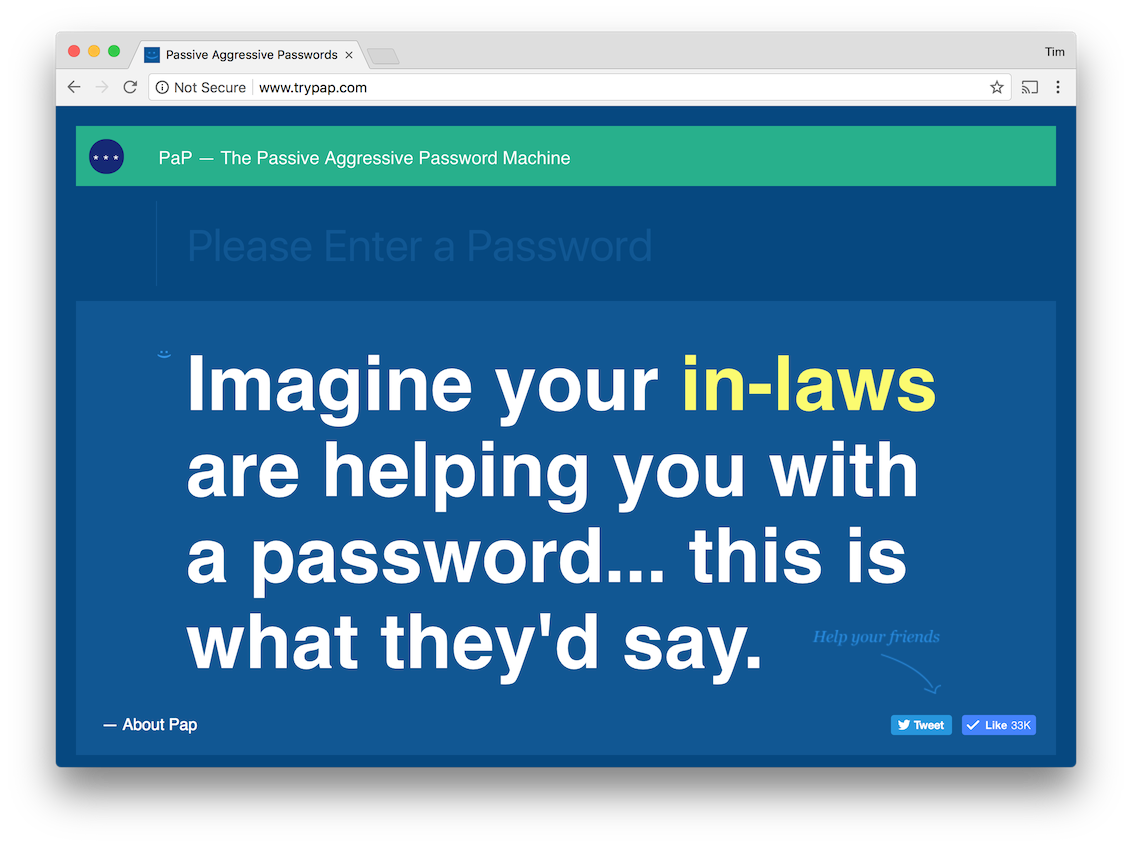 Passive Aggressive Passwords
Tim
Not Secure
www.trypap.com
* * *
PaP — The Passive Aggressive Password Machine
Please Enter a Password
Imagine your in-laws
are helping you with
a password... this is
what they'd say.
Help your friends
— About Pap
Tweet
Like 33K